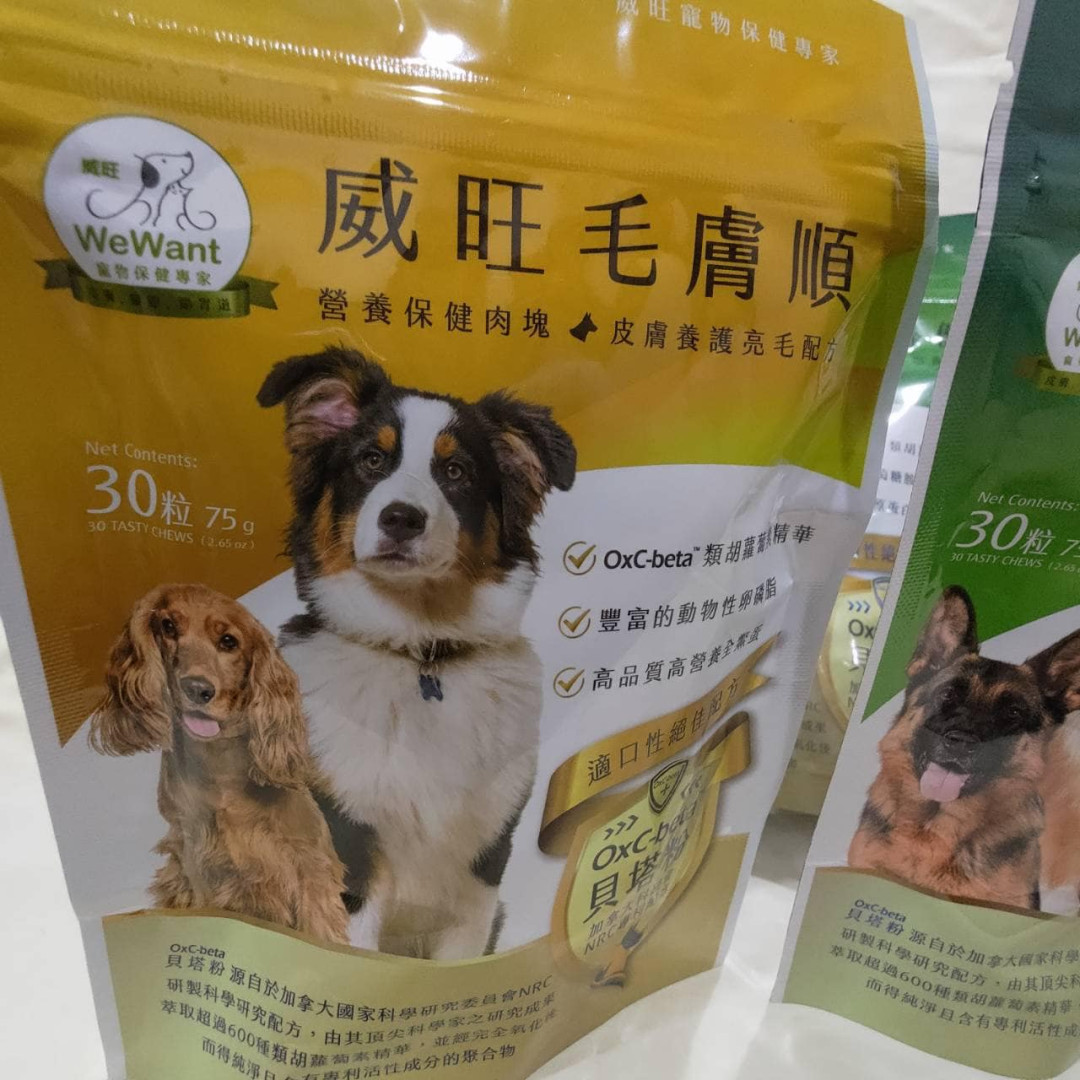 威旺寵物保健專家
威旺
WeWant
寵物保健專家
威旺毛膚順
營養保健肉塊 皮膚養護亮毛配方
Net Contents:
30粒 75g
30 TASTY CHEWS (2.65 oz)
OxC-beta™ 類胡蘿蔔素精華
豐富的動物性卵磷脂
高品質高營養全
適口性絕佳配方
OxC-beta
貝塔粉
加拿大
NRC
OxC-beta
貝塔粉 源自於加拿大國家科學研究委員會NRC
研製科學研究配方，由其頂尖科學家之研究成果
萃取超過600種類胡蘿蔔素精華，並經完全氧化後
而得純淨且含有專利活性成分的聚合物
Net Contents:
30粒 7
30 TASTY CHEWS (2.65
OxC-beta
貝塔粉 源自於加拿大國家科學
研製科學研究配方，由其頂尖科
萃取超過600種類胡蘿蔔素精華
而得純淨且含有專利活性成